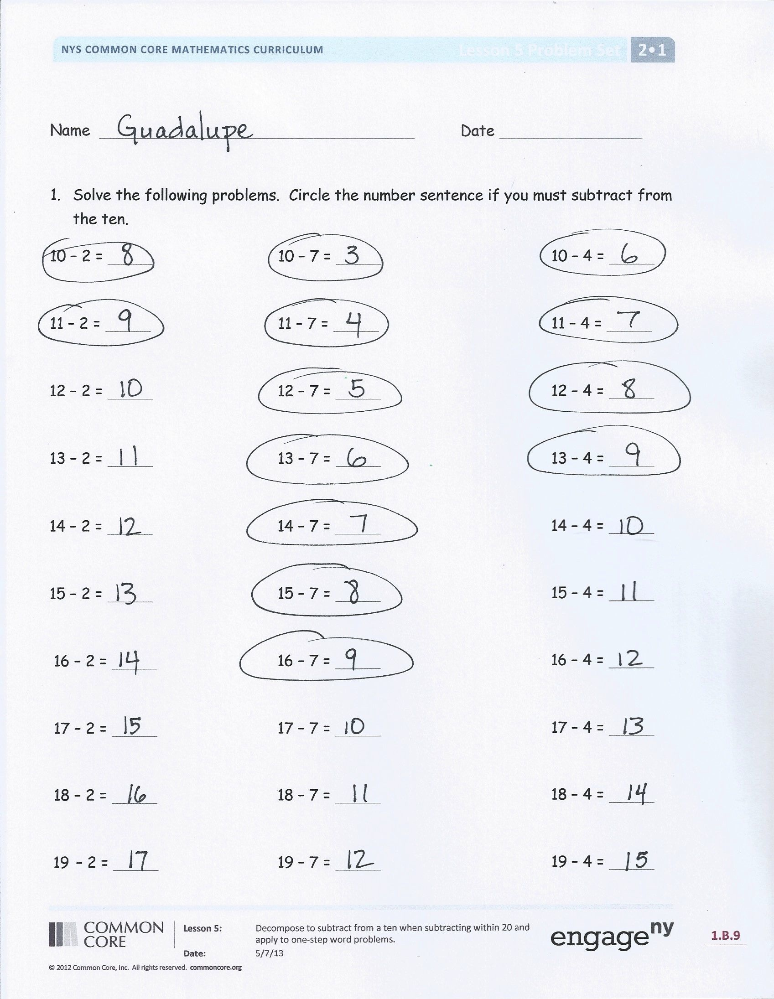 NYS COMMON CORE MATHEMATICS CURRICULUM Lesson 5 Problem Set 2•1
Name Guadalupe Date
1. Solve the following problems. Circle the number sentence if you must subtract from
the ten.
10 - 2 = 8 10 - 7 = 3 10 - 4 = 6
11 - 2 = 9 11 - 7 = 4 11 - 4 = 7
12 - 2 = 10 12 - 7 = 5 12 - 4 = 8
13 - 2 = 11 13 - 7 = 6 13 - 4 = 9
14 - 2 = 12 14 - 7 = 7 14 - 4 = 10
15 - 2 = 13 15 - 7 = 8 15 - 4 = 11
16 - 2 = 14 16 - 7 = 9 16 - 4 = 12
17 - 2 = 15 17 - 7 = 10 17 - 4 = 13
18 - 2 = 16 18 - 7 = 11 18 - 4 = 14
19 - 2 = 17 19 - 7 = 12 19 - 4 = 15
COMMON
CORE
Lesson 5: Decompose to subtract from a ten when subtracting within 20 and
apply to one-step word problems.
Date: 5/7/13
engage ny
1.B.9
© 2012 Common Core, Inc. All rights reserved. commoncore.org